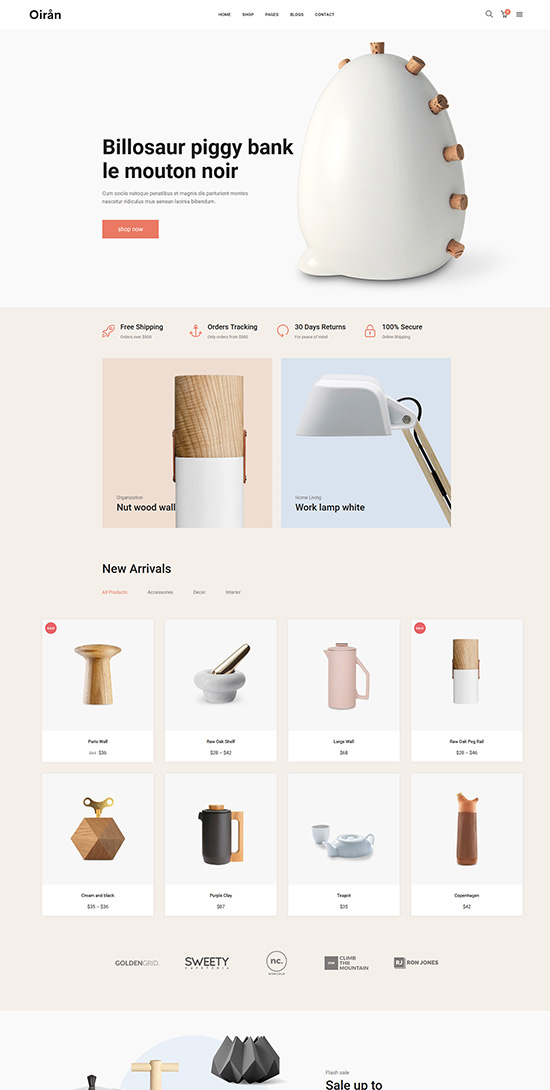 Oirån
HOME SHOP PAGES BLOGS CONTACT
Billosaur piggy bank
le mouton noir
Cum sociis natoque penatibus et magnis dis parturient montes
nascetur ridiculus mus aenean lacinia bibendum.
shop now
Free Shipping
Orders over $500
Orders Tracking
Only orders from $500
30 Days Returns
For peace of mind
100% Secure
Online Shipping
Organization
Nut wood wall
Home Living
Work lamp white
New Arrivals
All Products Accessories Decor Interior
SALE
SALE
Paris Wall
$36
Raw Oak Shelf
$28 – $42
Large Wall
$68
Raw Oak Peg Rail
$28 – $46
Cream and black
$35 – $36
Purple Clay
$87
Teapot
$35
Copenhagen
$42
GOLDENGRID.
SWEETY
CAFETERIA
nc.
CLIMB
THE
MOUNTAIN
RJ RON JONES
Flash sale
Sale up to